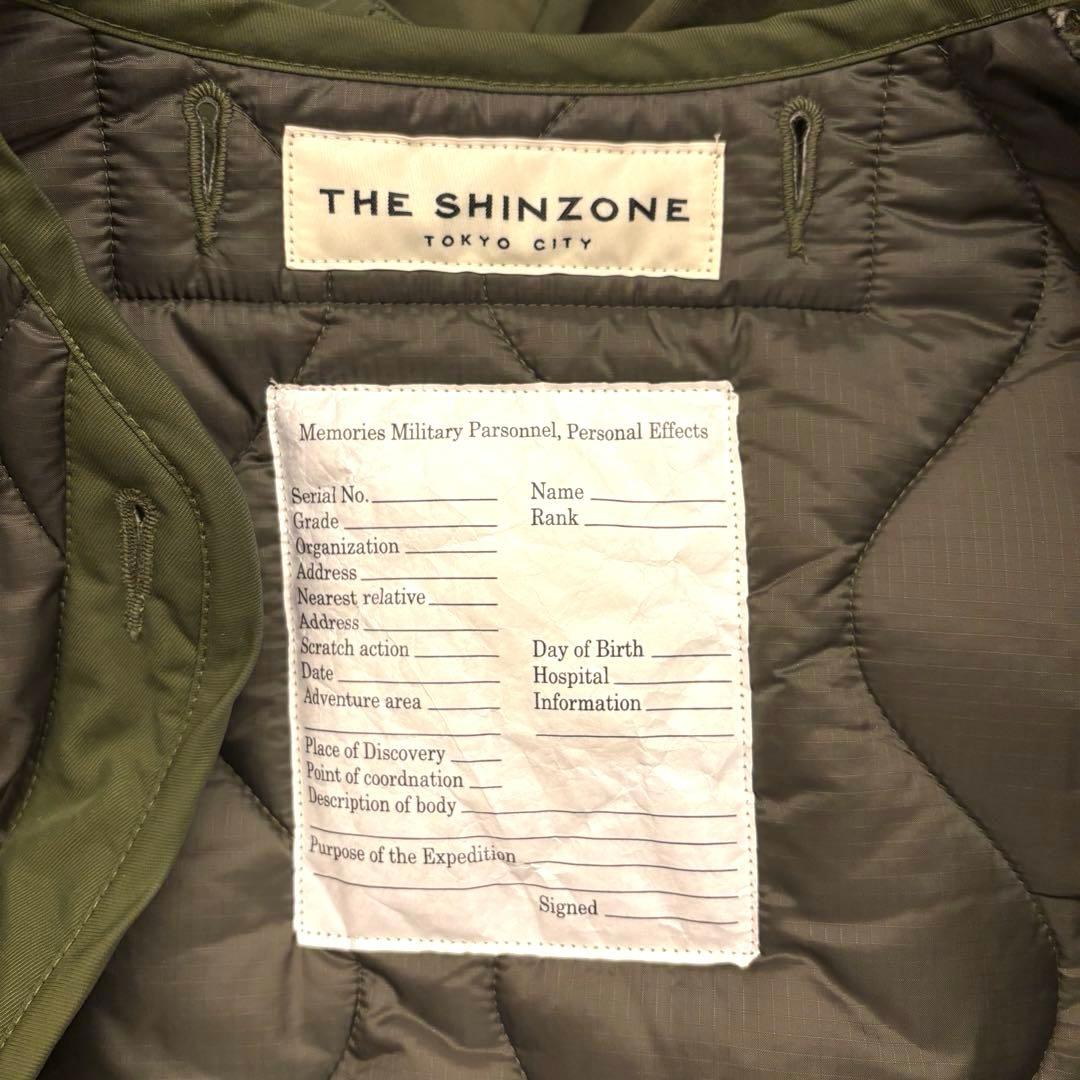 THE SHINZONE
TOKYO CITY
Memories Military Parsonnel, Personal Effects
Serial No. Name
Grade Rank
Organization
Address
Nearest relative
Address
Scratch action Day of Birth
Date Hospital
Adventure area Information
Place of Discovery
Point of coordnation
Description of body
Purpose of the Expedition
Signed